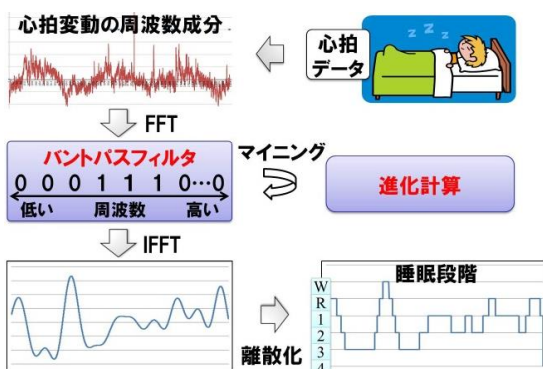 心拍変動の周波数成分
心拍
データ
z z z
FFT
バントパスフィルタ
0 0 0 1 1 1 0…0
低い 周波数 高い
マイニング
進化計算
IFFT
離散化
睡眠段階
W
R
1
2
3
4